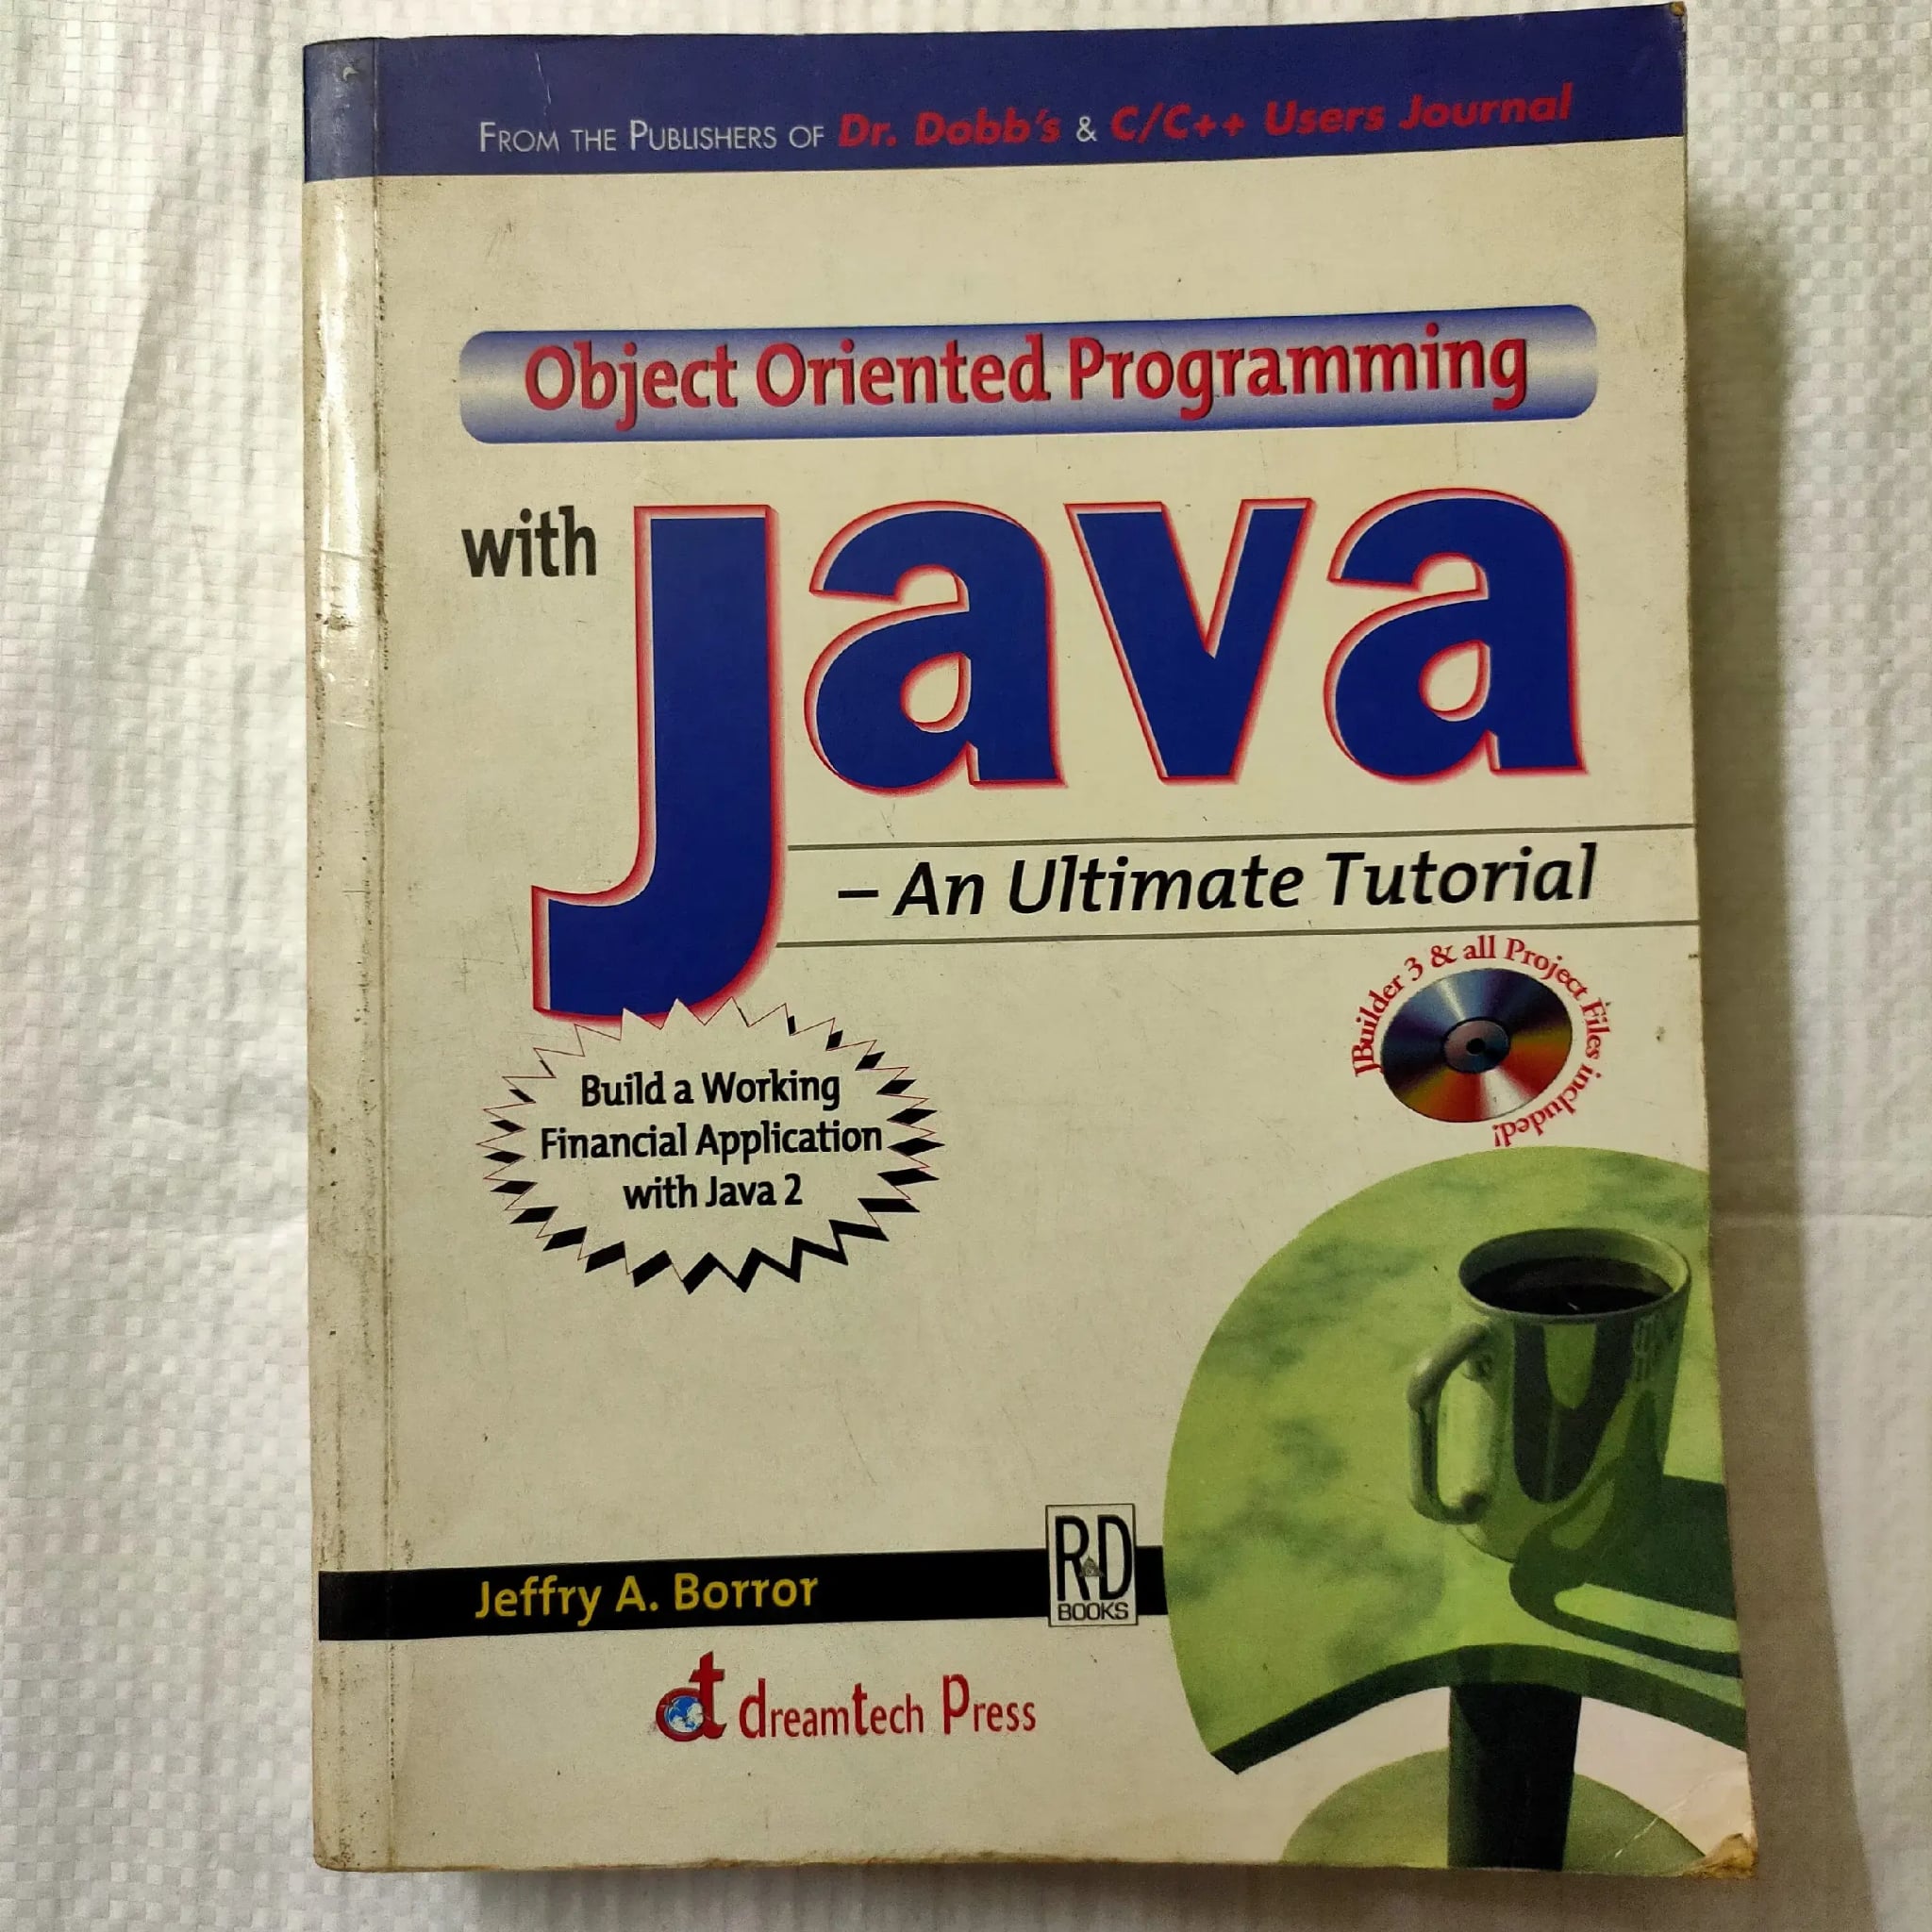 FROM THE PUBLISHERS OF Dr. Dobb's & C/C++ Users Journal
Object Oriented Programming
with Java
– An Ultimate Tutorial
JBuilder 3 & all Project Files included!
Build a Working
Financial Application
with Java 2
Jeffry A. Borror
R&D
BOOKS
dt dreamtech Press